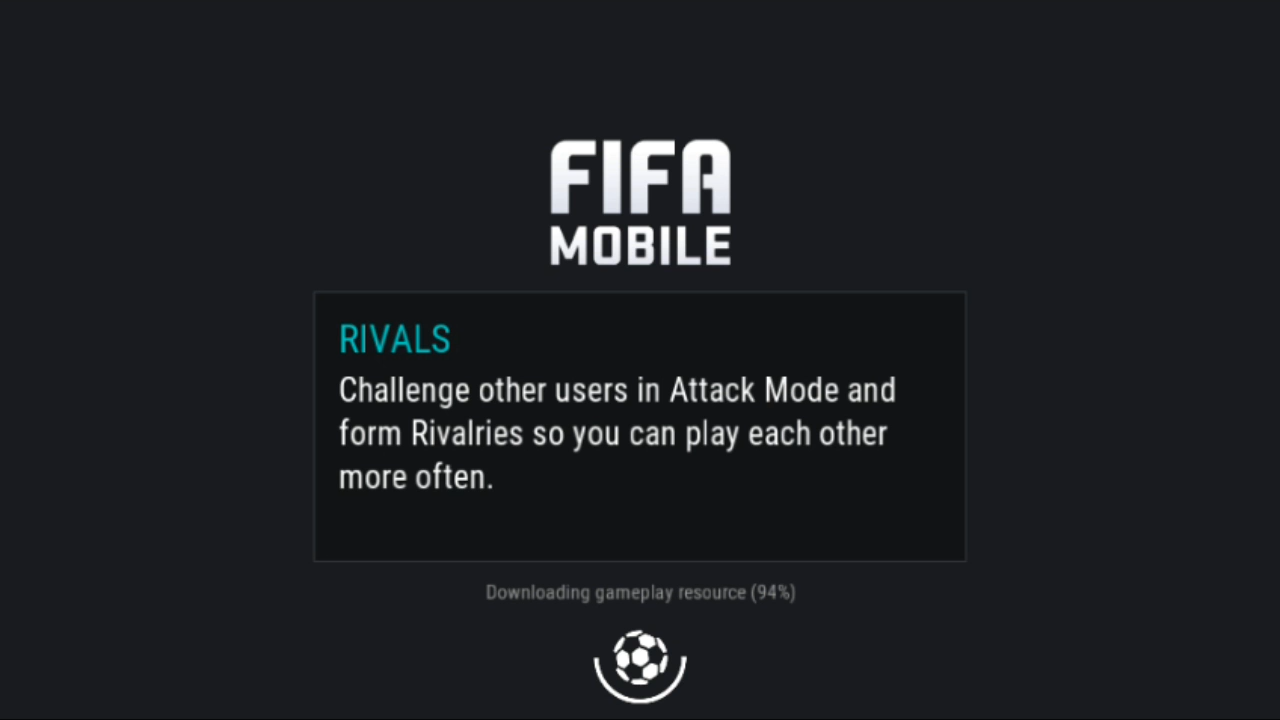 FIFA
MOBILE
RIVALS
Challenge other users in Attack Mode and
form Rivalries so you can play each other
more often.
Downloading gameplay resource (94%)